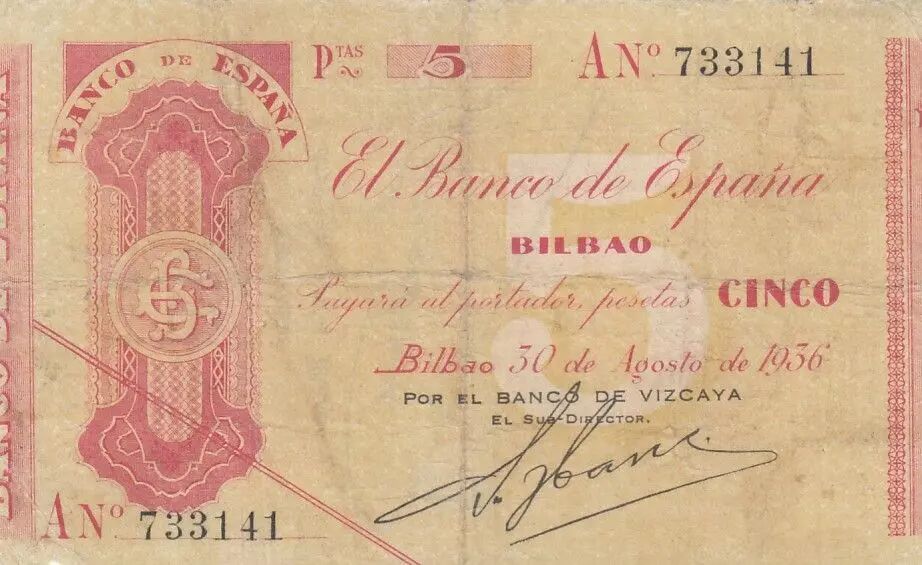 BANCO DE ESPAÑA
PTAS 5
A Nº 733141
El Banco de España
BILBAO
Pagará al portador, pesetas CINCO
5
Bilbao 30 de Agosto de 1936
POR EL BANCO DE VIZCAYA
EL SUB-DIRECTOR.
A Nº 733141